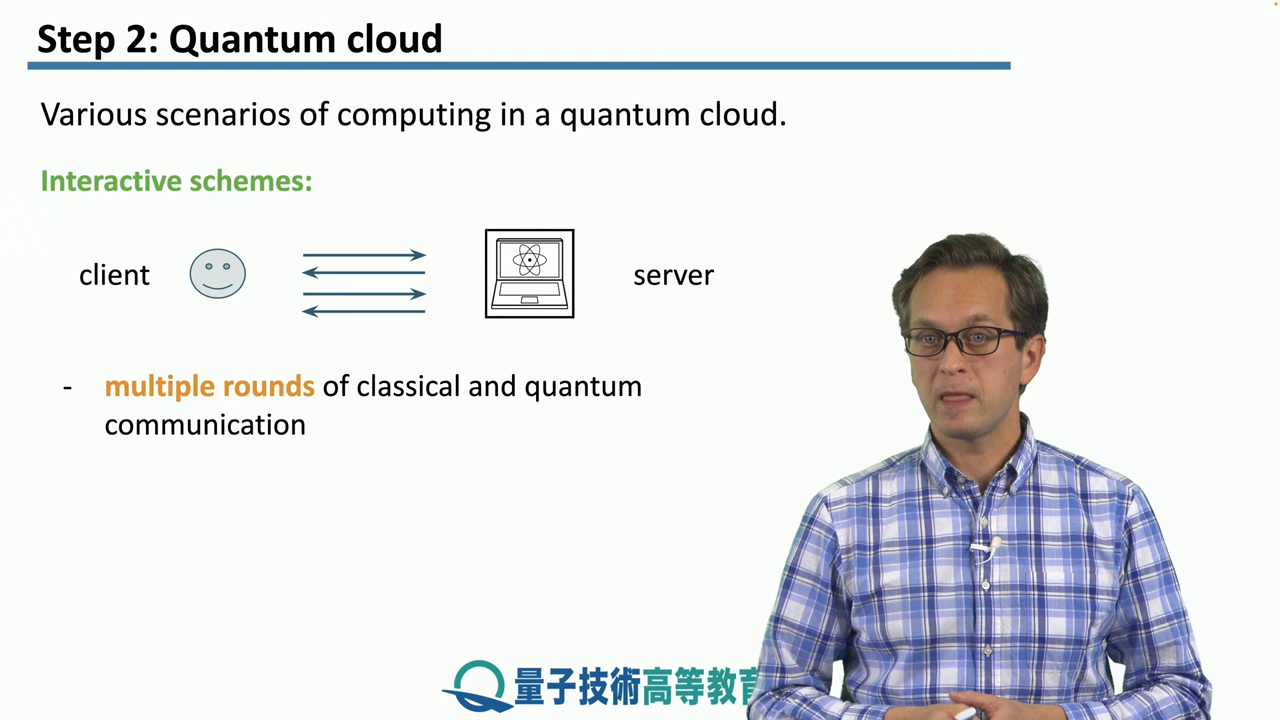 Step 2: Quantum cloud
Various scenarios of computing in a quantum cloud.
Interactive schemes:
client
server
- multiple rounds of classical and quantum
communication
量子技術高等教育